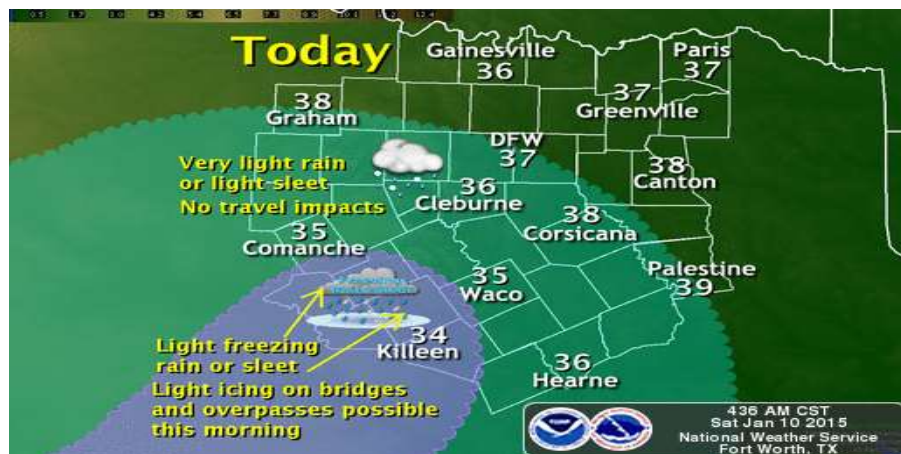 Today
Gainesville
36
Paris
37
38
Graham
37
Greenville
DFW
37
Very light rain
or light sleet
No travel impacts
36
Cleburne
38
Canton
38
Corsicana
35
Comanche
35
Waco
Palestine
39
34
Killeen
Light freezing
rain or sleet
Light icing on bridges
and overpasses possible
this morning
36
Hearne
436 AM CST
Sat Jan 10 2015
National Weather Service
Fort Worth, TX